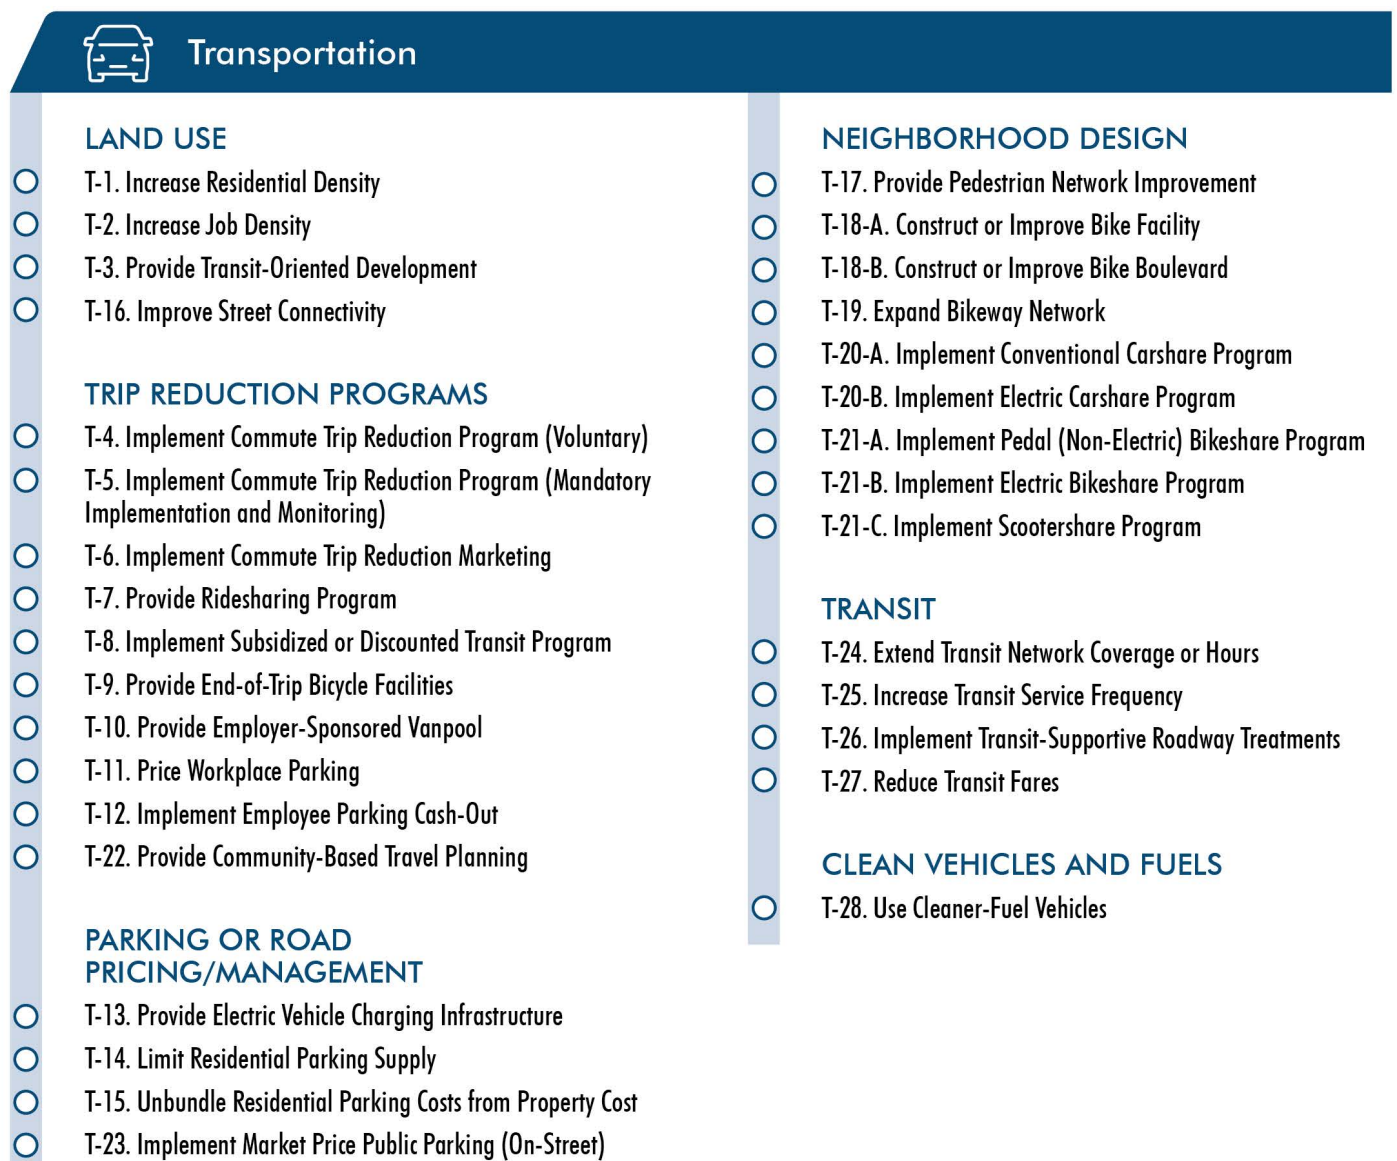 Transportation
LAND USE
T-1. Increase Residential Density
T-2. Increase Job Density
T-3. Provide Transit-Oriented Development
T-16. Improve Street Connectivity
TRIP REDUCTION PROGRAMS
T-4. Implement Commute Trip Reduction Program (Voluntary)
T-5. Implement Commute Trip Reduction Program (Mandatory
Implementation and Monitoring)
T-6. Implement Commute Trip Reduction Marketing
T-7. Provide Ridesharing Program
T-8. Implement Subsidized or Discounted Transit Program
T-9. Provide End-of-Trip Bicycle Facilities
T-10. Provide Employer-Sponsored Vanpool
T-11. Price Workplace Parking
T-12. Implement Employee Parking Cash-Out
T-22. Provide Community-Based Travel Planning
PARKING OR ROAD
PRICING/MANAGEMENT
T-13. Provide Electric Vehicle Charging Infrastructure
T-14. Limit Residential Parking Supply
T-15. Unbundle Residential Parking Costs from Property Cost
T-23. Implement Market Price Public Parking (On-Street)
NEIGHBORHOOD DESIGN
T-17. Provide Pedestrian Network Improvement
T-18-A. Construct or Improve Bike Facility
T-18-B. Construct or Improve Bike Boulevard
T-19. Expand Bikeway Network
T-20-A. Implement Conventional Carshare Program
T-20-B. Implement Electric Carshare Program
T-21-A. Implement Pedal (Non-Electric) Bikeshare Program
T-21-B. Implement Electric Bikeshare Program
T-21-C. Implement Scootershare Program
TRANSIT
T-24. Extend Transit Network Coverage or Hours
T-25. Increase Transit Service Frequency
T-26. Implement Transit-Supportive Roadway Treatments
T-27. Reduce Transit Fares
CLEAN VEHICLES AND FUELS
T-28. Use Cleaner-Fuel Vehicles